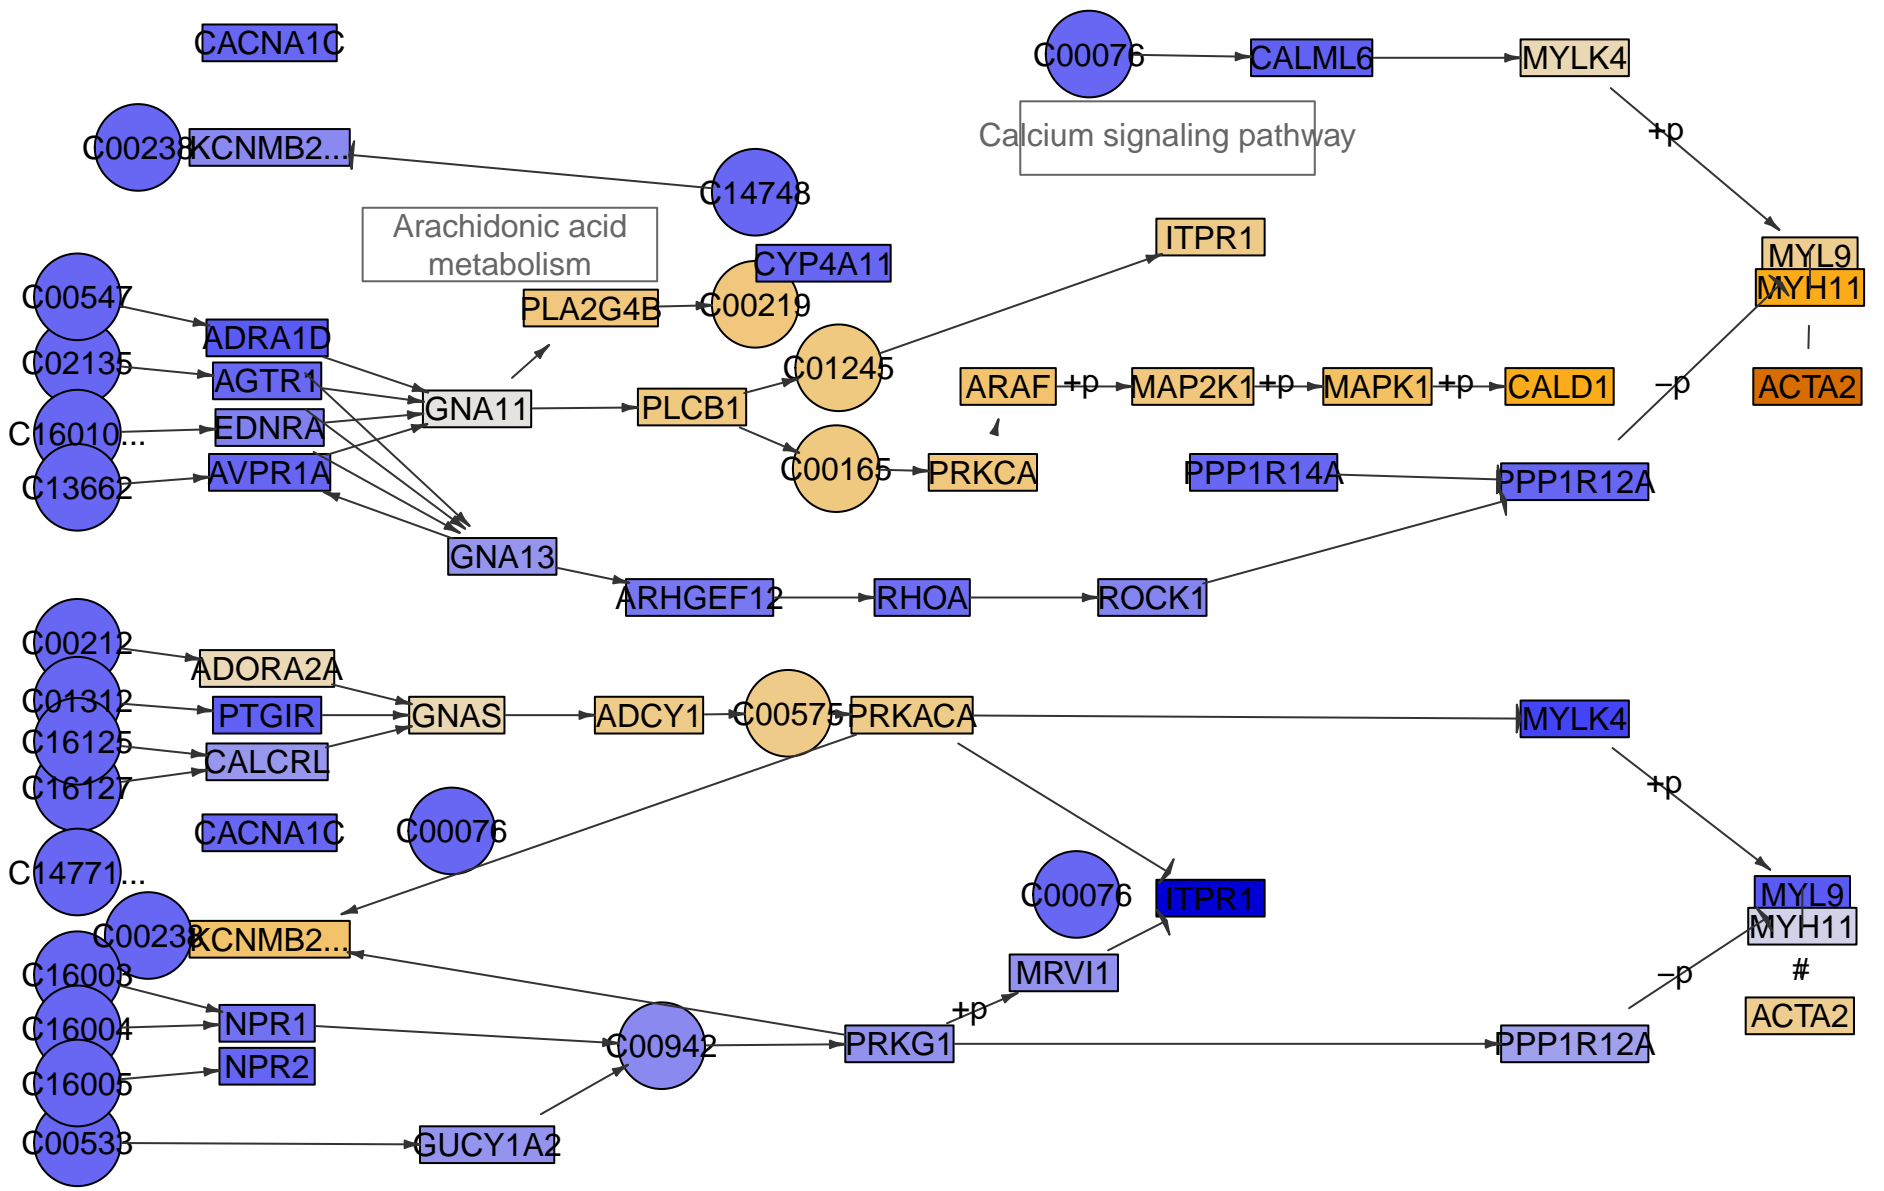 CACNA1C
C00076
CALML6
MYLK4
+p
C00238
KCNMB2...
C14748
Calcium signaling pathway
Arachidonic acid
metabolism
ITPR1
MYL9
MYH11
CYP4A11
C00219
PLA2G4B
C00547
ADRA1D
C02135
AGTR1
C16010...
EDNRA
C13662
AVPR1A
GNA11
PLCB1
C01245
C00165
PRKCA
ARAF
+p
MAP2K1
+p
MAPK1
+p
CALD1
–p
ACTA2
PPP1R14A
PPP1R12A
GNA13
ARHGEF12
RHOA
ROCK1
C00212
ADORA2A
C01312
PTGIR
C16125
CALCRL
C16127
GNAS
ADCY1
C00575
PRKACA
MYLK4
+p
CACNA1C
C00076
C14771...
C00076
ITPR1
MYL9
MYH11
C00238
KCNMB2...
C16003
MRVI1
–p
#
+p
C16004
NPR1
C00942
PRKG1
PPP1R12A
ACTA2
C16005
NPR2
C00533
GUCY1A2